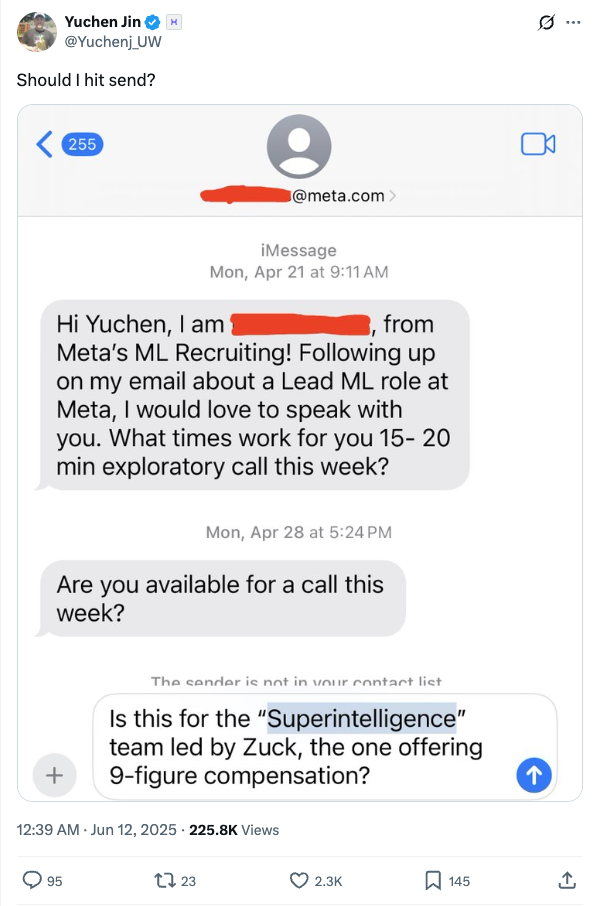 Yuchen Jin
@Yuchenj_UW
Should I hit send?
255
@meta.com
iMessage
Mon, Apr 21 at 9:11 AM
Hi Yuchen, I am , from
Meta's ML Recruiting! Following up
on my email about a Lead ML role at
Meta, I would love to speak with
you. What times work for you 15- 20
min exploratory call this week?
Mon, Apr 28 at 5:24 PM
Are you available for a call this
week?
The sender is not in your contact list
Is this for the “Superintelligence”
team led by Zuck, the one offering
9-figure compensation?
12:39 AM · Jun 12, 2025 · 225.8K Views
95
23
2.3K
145